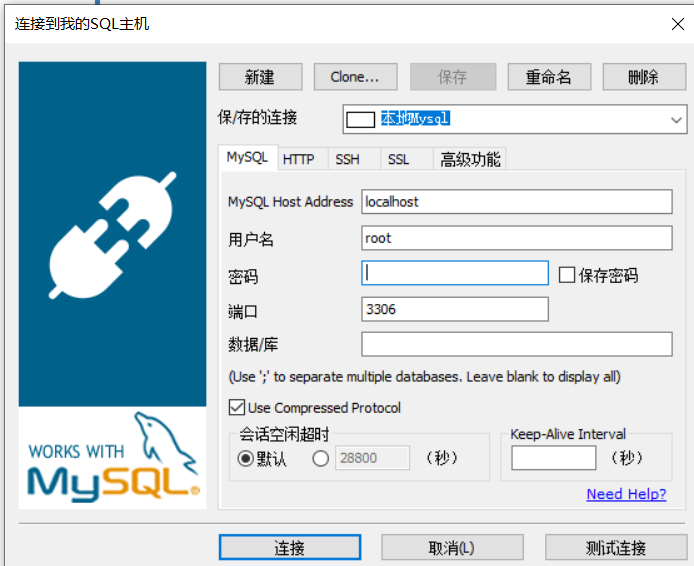 连接到我的SQL主机
新建 Clone... 保存 重命名 删除
保/存的连接 本地Mysql
MySQL HTTP SSH SSL 高级功能
MySQL Host Address localhost
用户名 root
密码 保存密码
端口 3306
数据/库
(Use ';' to separate multiple databases. Leave blank to display all)
Use Compressed Protocol
会话空闲超时 Keep-Alive Interval
默认 28800 (秒) (秒)
WORKS WITH
MySQL®
Need Help?
连接 取消(L) 测试连接